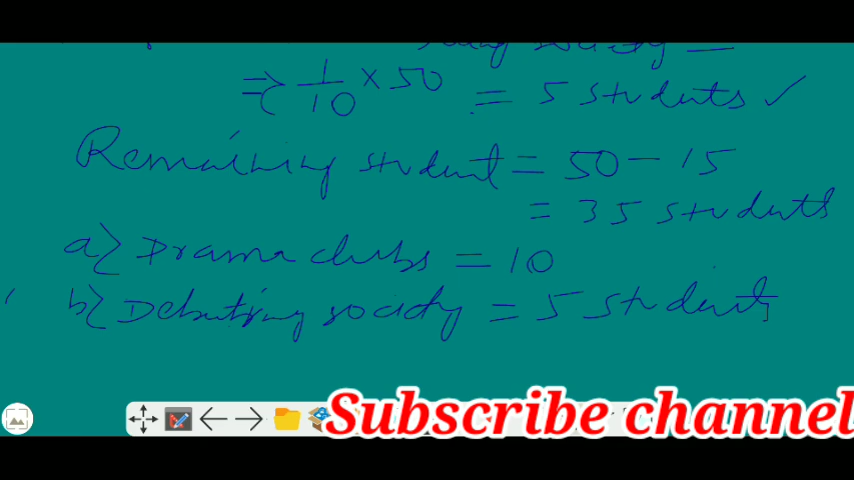 society =
⇒ 1/10 × 50 = 5 students ✓
Remaining student = 50 - 15
= 35 students
a) Drama clubs = 10
b) Debating society = 5 students
Subscribe channel